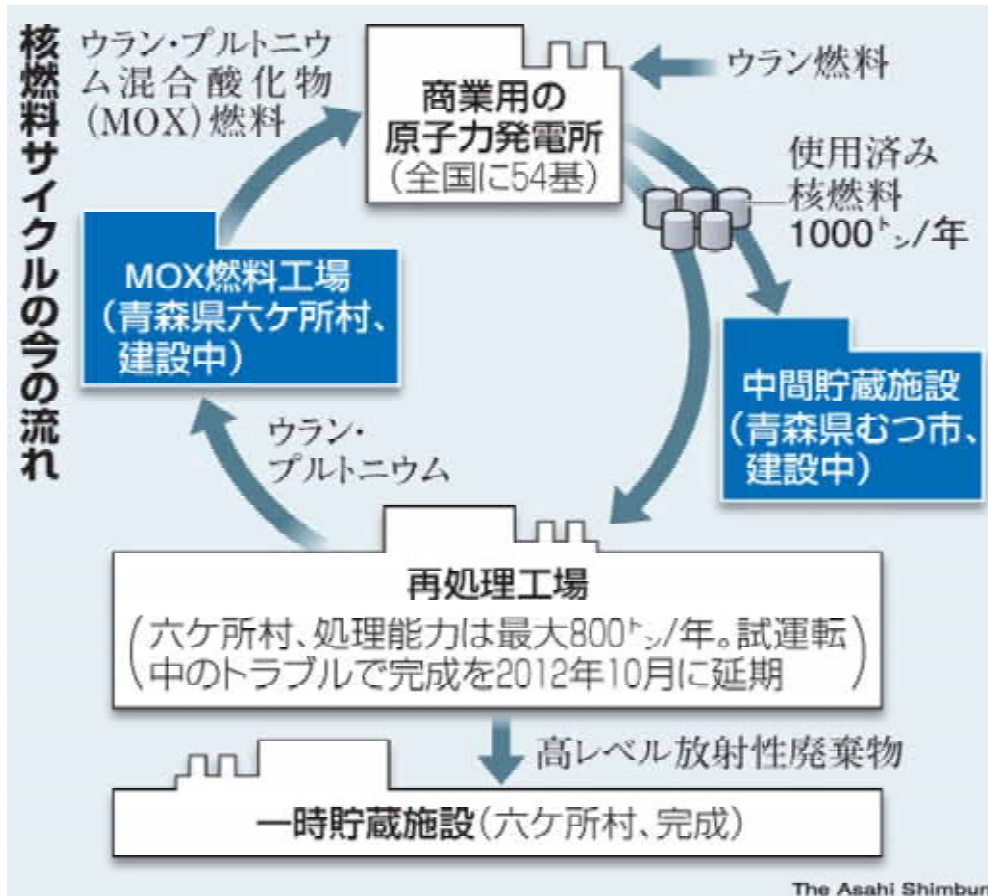 核燃料サイクルの今の流れ
ウラン・プルトニウ
ム混合酸化物
(MOX)燃料
商業用の
原子力発電所
(全国に54基)
ウラン燃料
使用済み
核燃料
1000㌧/年
MOX燃料工場
(青森県六ケ所村、
建設中)
中間貯蔵施設
(青森県むつ市、
建設中)
ウラン・
プルトニウム
再処理工場
(六ケ所村、処理能力は最大800㌧/年。試運転
中のトラブルで完成を2012年10月に延期)
高レベル放射性廃棄物
一時貯蔵施設(六ケ所村、完成)
The Asahi Shimbun